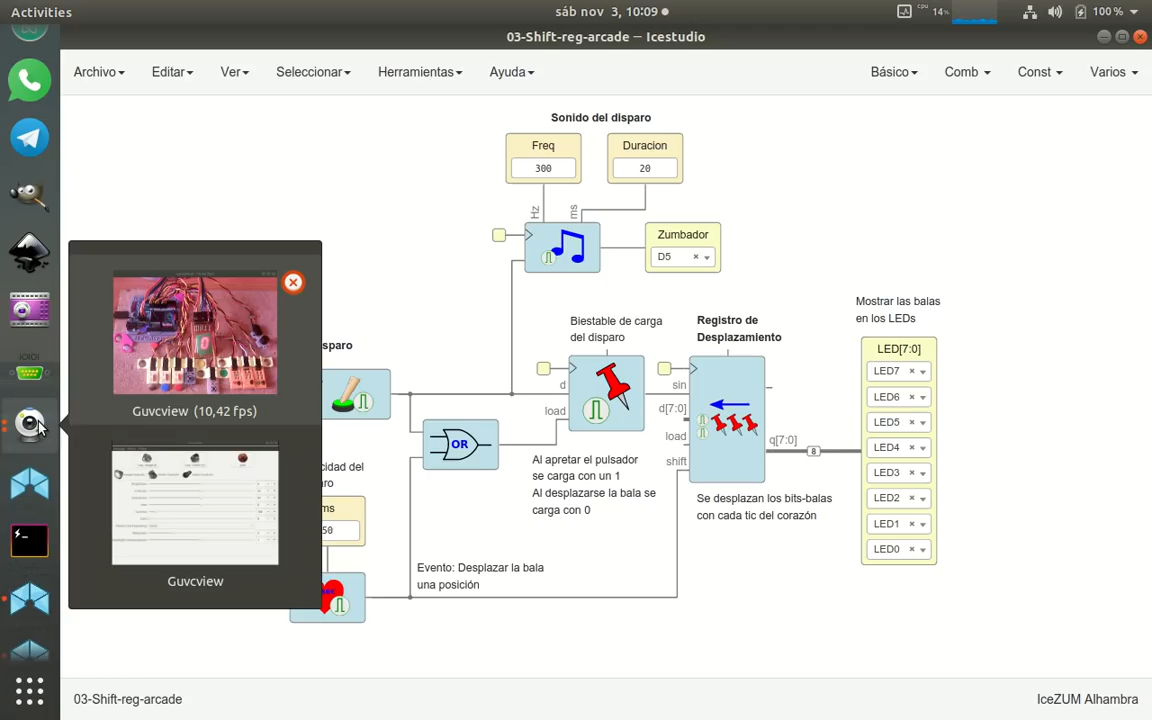 Activities
sáb nov 3, 10:09
cpu
14%
100 %
03-Shift-reg-arcade – Icestudio
Archivo
Editar
Ver
Seleccionar
Herramientas
Ayuda
Básico
Comb
Const
Varios
Sonido del disparo
Freq
300
Duracion
20
Hz
ms
Zumbador
D5
Guvcview (10,42 fps)
Guvcview
sparo
Biestable de carga
del disparo
Registro de
Desplazamiento
Mostrar las balas
en los LEDs
LED[7:0]
LED7
LED6
LED5
LED4
LED3
LED2
LED1
LED0
d
load
OR
sin
d[7:0]
load
shift
q[7:0]
8
cidad del
aro
ms
50
Al apretar el pulsador
se carga con un 1
Al desplazarse la bala se
carga con 0
Se desplazan los bits-balas
con cada tic del corazón
Evento: Desplazar la bala
una posición
03-Shift-reg-arcade
IceZUM Alhambra